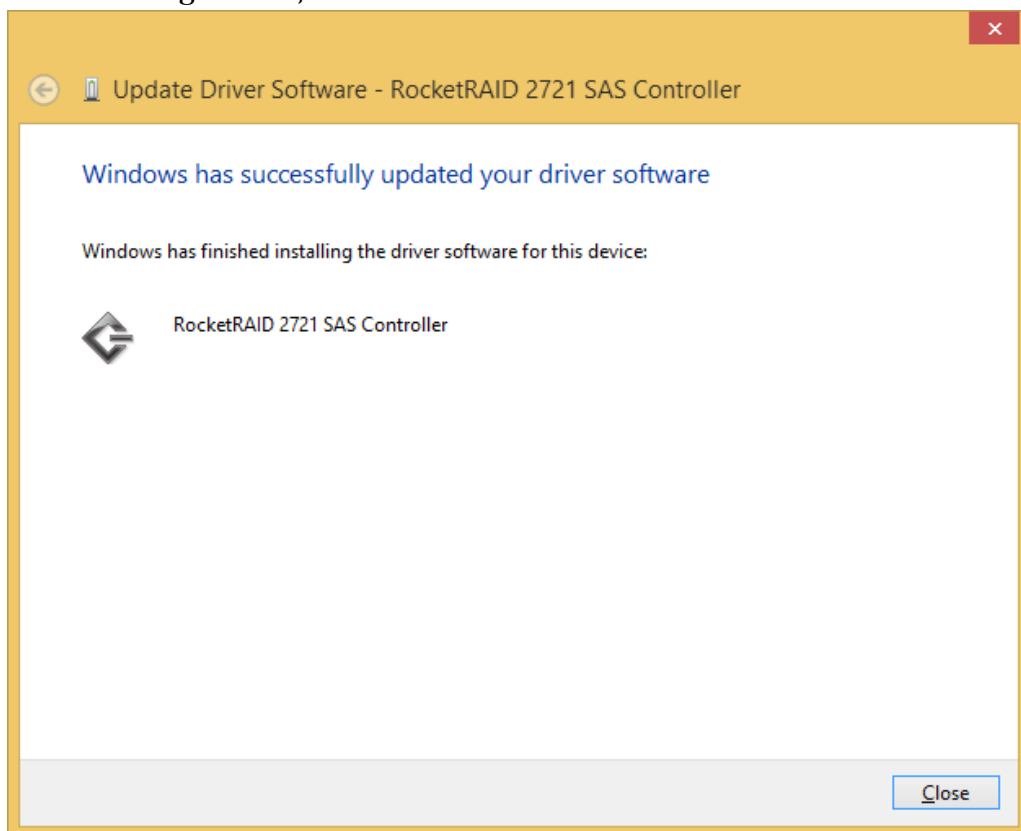 Update Driver Software - RocketRAID 2721 SAS Controller
Windows has successfully updated your driver software
Windows has finished installing the driver software for this device:
RocketRAID 2721 SAS Controller
Close